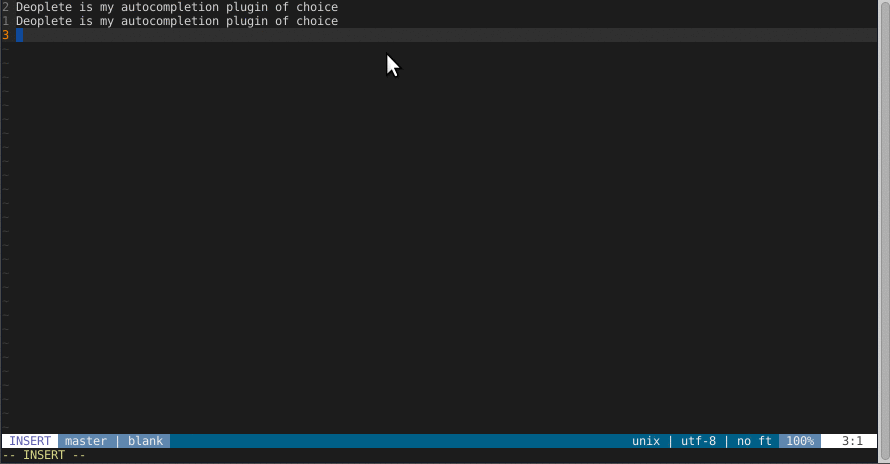 2 Deoplete is my autocompletion plugin of choice
1 Deoplete is my autocompletion plugin of choice
3
INSERT master | blank unix | utf-8 | no ft 100% 3:1
-- INSERT --